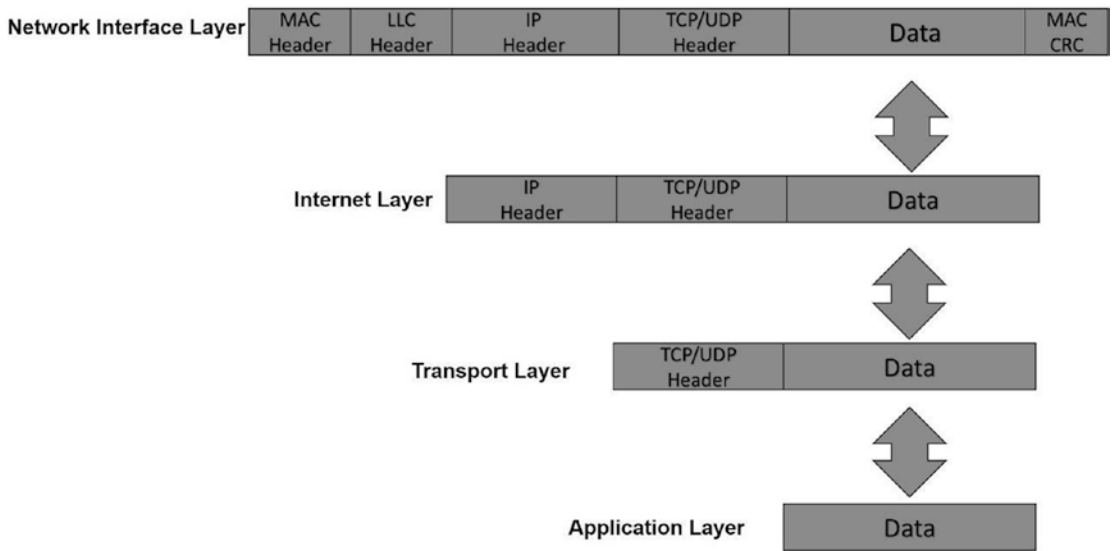 Network Interface Layer
MAC
Header
LLC
Header
IP
Header
TCP/UDP
Header
Data
MAC
CRC
Internet Layer
IP
Header
TCP/UDP
Header
Data
Transport Layer
TCP/UDP
Header
Data
Application Layer
Data